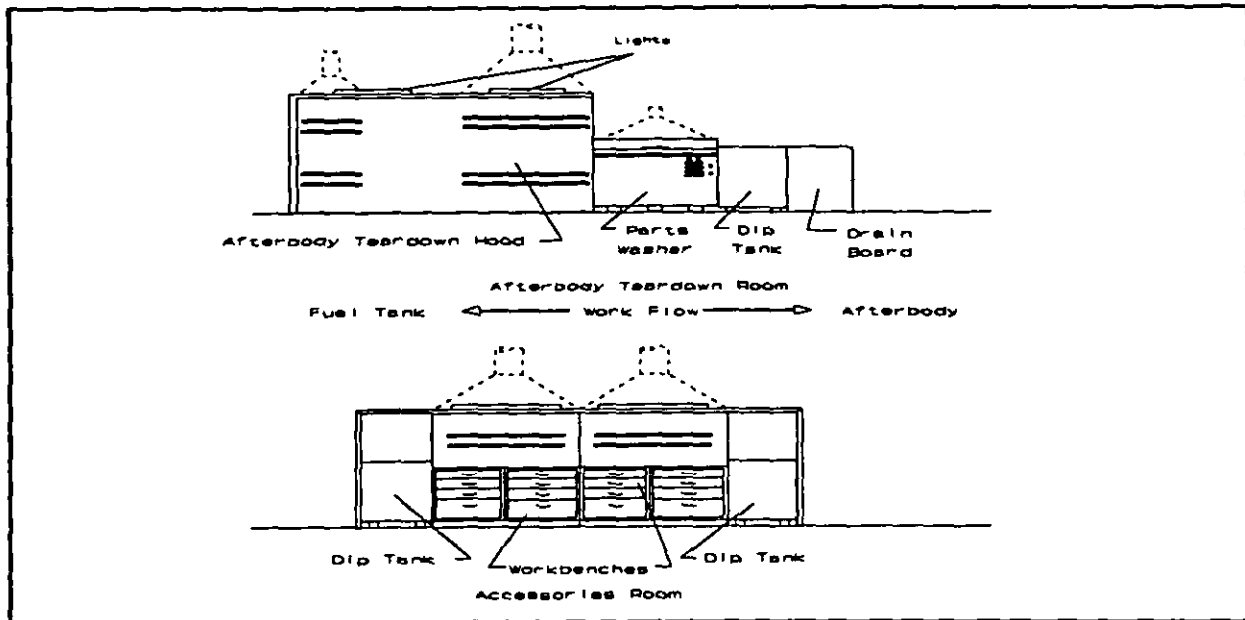 Lights
Afterbody Teardown Hood
Parts Washer
Dip Tank
Drain Board
Afterbody Teardown Room
Fuel Tank
Work Flow
Afterbody
Dip Tank
Workbenches
Dip Tank
Accessories Room